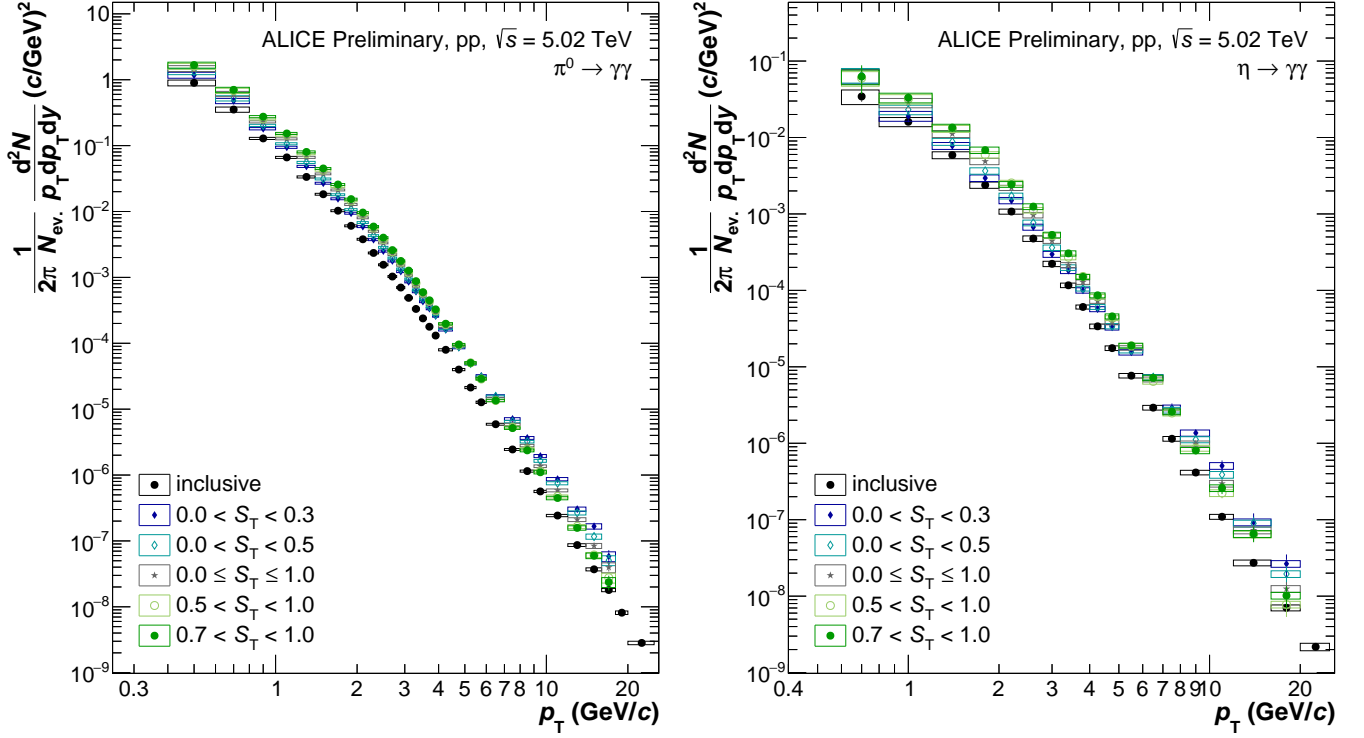 ALICE Preliminary, pp, √s = 5.02 TeV
π⁰ → γγ
1/(2π N_ev.) d²N/(p_T dp_T dy) (c/GeV)²
10
1
10⁻¹
10⁻²
10⁻³
10⁻⁴
10⁻⁵
10⁻⁶
10⁻⁷
10⁻⁸
10⁻⁹
inclusive
0.0 < S_T < 0.3
0.0 < S_T < 0.5
0.0 ≤ S_T ≤ 1.0
0.5 < S_T < 1.0
0.7 < S_T < 1.0
0.3 1 2 3 4 5 6 7 8 10 20
p_T (GeV/c)
ALICE Preliminary, pp, √s = 5.02 TeV
η → γγ
1/(2π N_ev.) d²N/(p_T dp_T dy) (c/GeV)²
10⁻¹
10⁻²
10⁻³
10⁻⁴
10⁻⁵
10⁻⁶
10⁻⁷
10⁻⁸
10⁻⁹
inclusive
0.0 < S_T < 0.3
0.0 < S_T < 0.5
0.0 ≤ S_T ≤ 1.0
0.5 < S_T < 1.0
0.7 < S_T < 1.0
0.4 1 2 3 4 5 6 7 8 9 10 20
p_T (GeV/c)